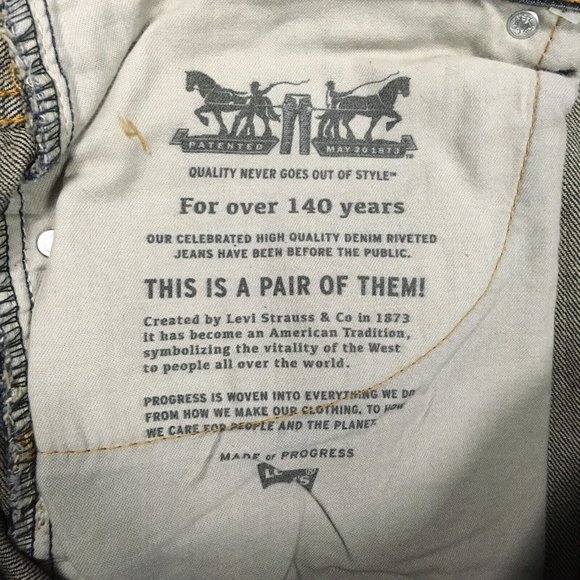 PATENTED MAY 20 1873 ™
QUALITY NEVER GOES OUT OF STYLE™
For over 140 years
OUR CELEBRATED HIGH QUALITY DENIM RIVETED
JEANS HAVE BEEN BEFORE THE PUBLIC.
THIS IS A PAIR OF THEM!
Created by Levi Strauss & Co in 1873
it has become an American Tradition,
symbolizing the vitality of the West
to people all over the world.
PROGRESS IS WOVEN INTO EVERYTHING WE DO
FROM HOW WE MAKE OUR CLOTHING, TO HOW
WE CARE FOR PEOPLE AND THE PLANET
MADE OF PROGRESS